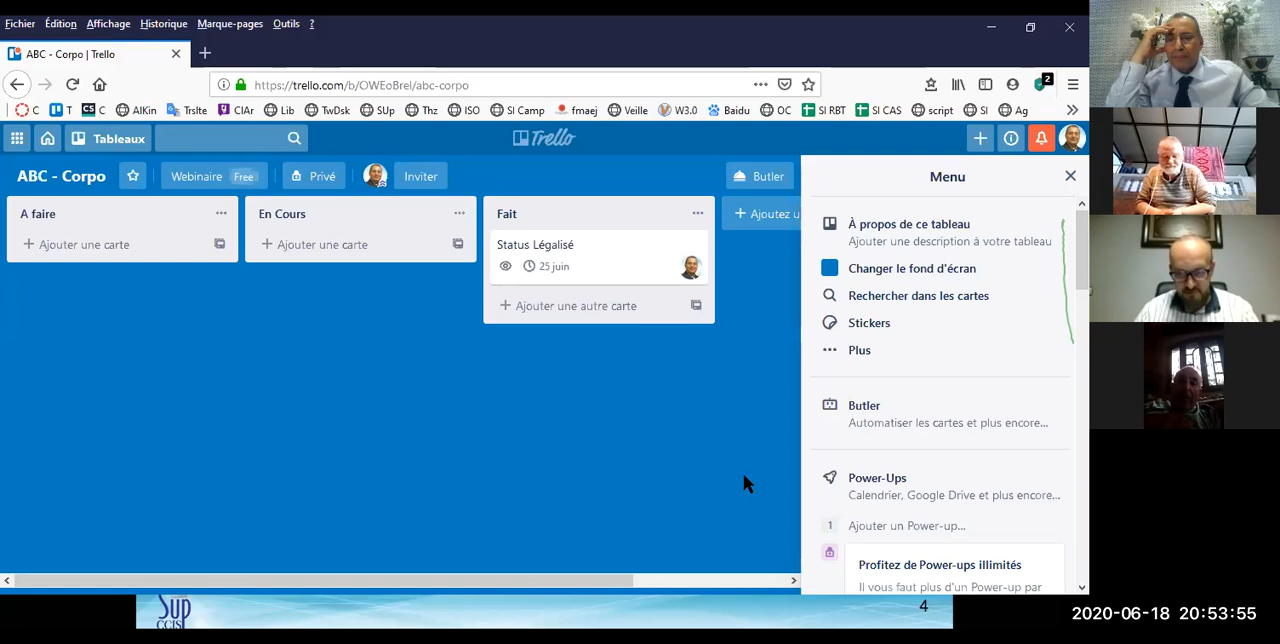 Fichier Édition Affichage Historique Marque-pages Outils ?
ABC - Corpo | Trello
https://trello.com/b/OWEoBrel/abc-corpo
2
C T C AIKin Trslte CIAr Lib TwDsk SUp Thz ISO SI Camp fmaej Veille W3.0 Baidu OC SI RBT SI CAS script SI Ag
Tableaux
Trello
ABC - Corpo
Webinaire Free
Privé
Inviter
Butler
A faire
Ajouter une carte
En Cours
Ajouter une carte
Fait
Status Légalisé
25 juin
Ajouter une autre carte
Ajoutez u
Menu
À propos de ce tableau
Ajouter une description à votre tableau
Changer le fond d'écran
Rechercher dans les cartes
Stickers
Plus
Butler
Automatiser les cartes et plus encore...
Power-Ups
Calendrier, Google Drive et plus encore...
1 Ajouter un Power-up...
Profitez de Power-ups illimités
Il vous faut plus d'un Power-up par
Sup
CCIS
4
2020-06-18 20:53:55